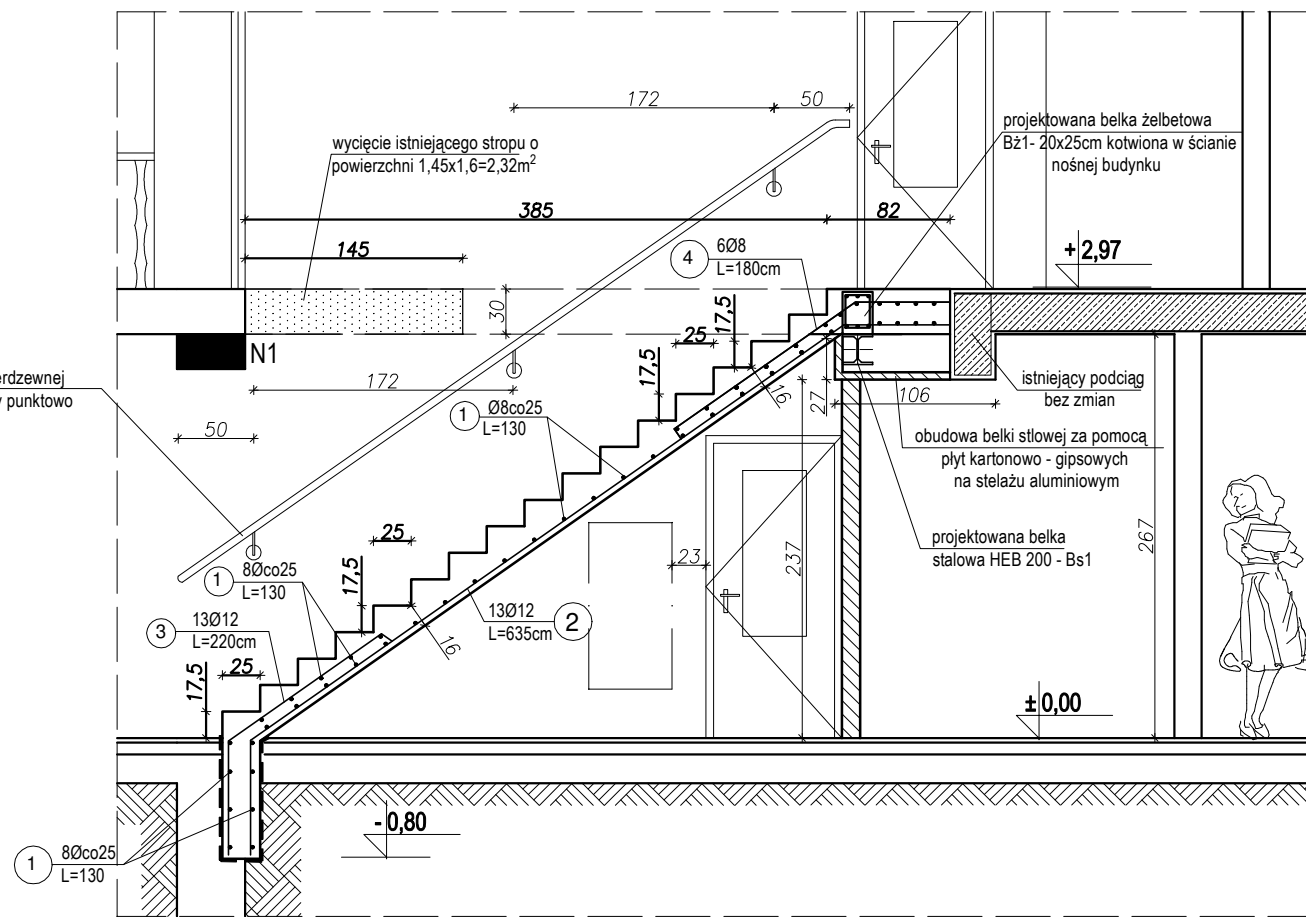 172
50
projektowana belka żelbetowa
Bż1- 20x25cm kotwiona w ścianie
nośnej budynku
wycięcie istniejącego stropu o
powierzchni 1,45x1,6=2,32m²
385
82
145
4
6Ø8
L=180cm
+2,97
30
17,5
25
N1
erdzewnej
y punktowo
172
50
17,5
16
27
106
istniejący podciąg
bez zmian
1
Ø8co25
L=130
obudowa belki stlowej za pomocą
płyt kartonowo - gipsowych
na stelażu aluminiowym
25
17,5
23
237
267
projektowana belka
stalowa HEB 200 - Bs1
1
8Øco25
L=130
3
13Ø12
L=220cm
13Ø12
L=635cm
2
16
25
17,5
±0,00
-0,80
1
8Øco25
L=130